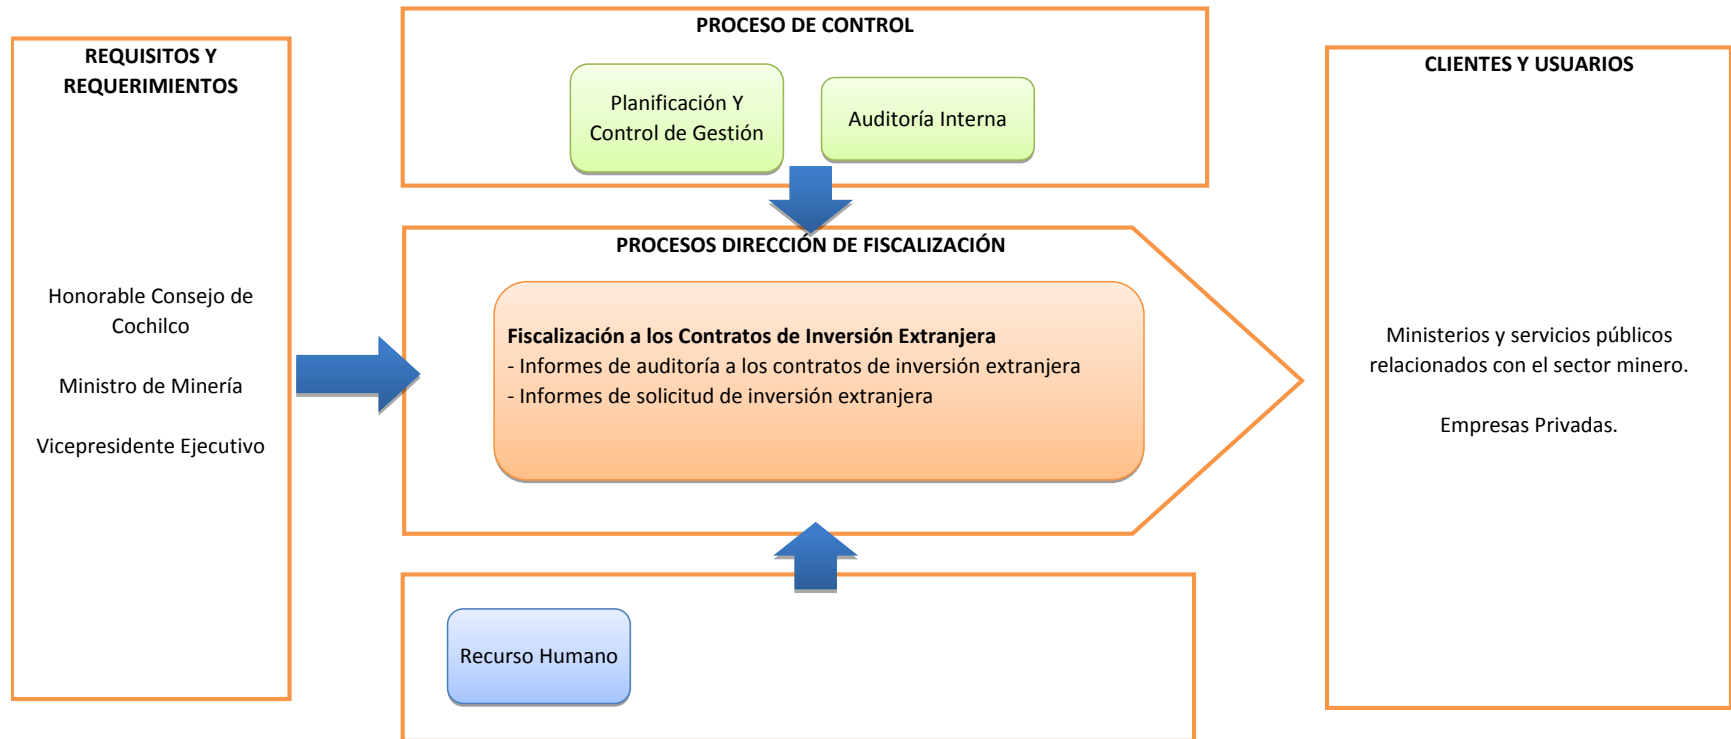 REQUISITOS Y
REQUERIMIENTOS
Honorable Consejo de
Cochilco
Ministro de Minería
Vicepresidente Ejecutivo
PROCESO DE CONTROL
Planificación Y
Control de Gestión
Auditoría Interna
PROCESOS DIRECCIÓN DE FISCALIZACIÓN
Fiscalización a los Contratos de Inversión Extranjera
- Informes de auditoría a los contratos de inversión extranjera
- Informes de solicitud de inversión extranjera
Recurso Humano
CLIENTES Y USUARIOS
Ministerios y servicios públicos
relacionados con el sector minero.
Empresas Privadas.